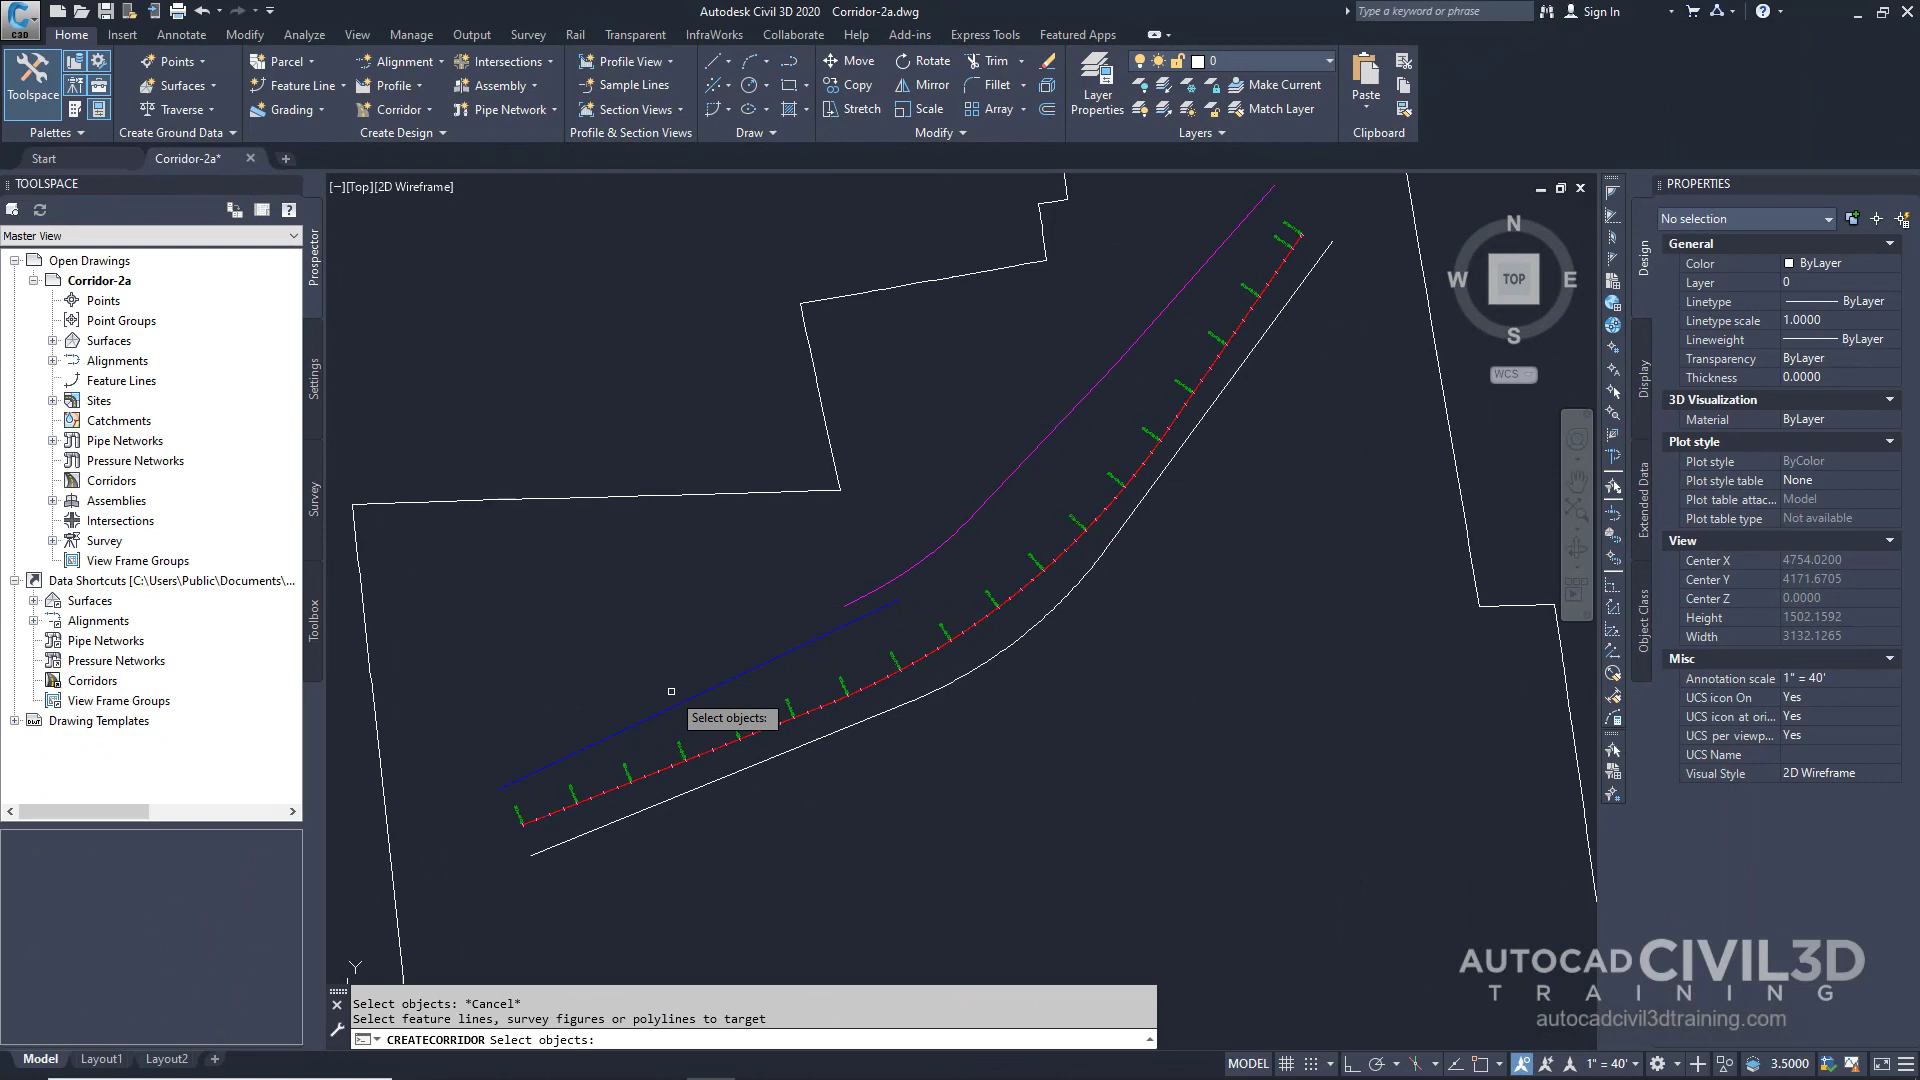 C3D
Autodesk Civil 3D 2020 Corridor-2a.dwg
Type a keyword or phrase
Sign In
Home Insert Annotate Modify Analyze View Manage Output Survey Rail Transparent InfraWorks Collaborate Help Add-ins Express Tools Featured Apps
Toolspace
Points
Surfaces
Traverse
Parcel
Feature Line
Grading
Alignment
Profile
Corridor
Intersections
Assembly
Pipe Network
Profile View
Sample Lines
Section Views
Move
Copy
Stretch
Rotate
Mirror
Scale
Trim
Fillet
Array
Layer
Properties
0
Make Current
Match Layer
Paste
Palettes Create Ground Data Create Design Profile & Section Views Draw Modify Layers Clipboard
Start Corridor-2a*
TOOLSPACE
Master View
Open Drawings
Corridor-2a
Points
Point Groups
Surfaces
Alignments
Feature Lines
Sites
Catchments
Pipe Networks
Pressure Networks
Corridors
Assemblies
Intersections
Survey
View Frame Groups
Data Shortcuts [C:\Users\Public\Documents\...
Surfaces
Alignments
Pipe Networks
Pressure Networks
Corridors
View Frame Groups
Drawing Templates
Prospector
Settings
Survey
Toolbox
[−][Top][2D Wireframe]
N
W TOP E
S
WCS
Select objects:
Y
Select objects: *Cancel*
Select feature lines, survey figures or polylines to target
CREATECORRIDOR Select objects:
PROPERTIES
No selection
Design
Display
Extended Data
Object Class
General
Color ByLayer
Layer 0
Linetype ByLayer
Linetype scale 1.0000
Lineweight ByLayer
Transparency ByLayer
Thickness 0.0000
3D Visualization
Material ByLayer
Plot style
Plot style ByColor
Plot style table None
Plot table attac... Model
Plot table type Not available
View
Center X 4754.0200
Center Y 4171.6705
Center Z 0.0000
Height 1502.1592
Width 3132.1265
Misc
Annotation scale 1" = 40'
UCS icon On Yes
UCS icon at ori... Yes
UCS per viewp... Yes
UCS Name
Visual Style 2D Wireframe
AUTOCAD CIVIL3D
TRAINING
autocadcivil3dtraining.com
Model Layout1 Layout2
MODEL 1" = 40' 3.5000